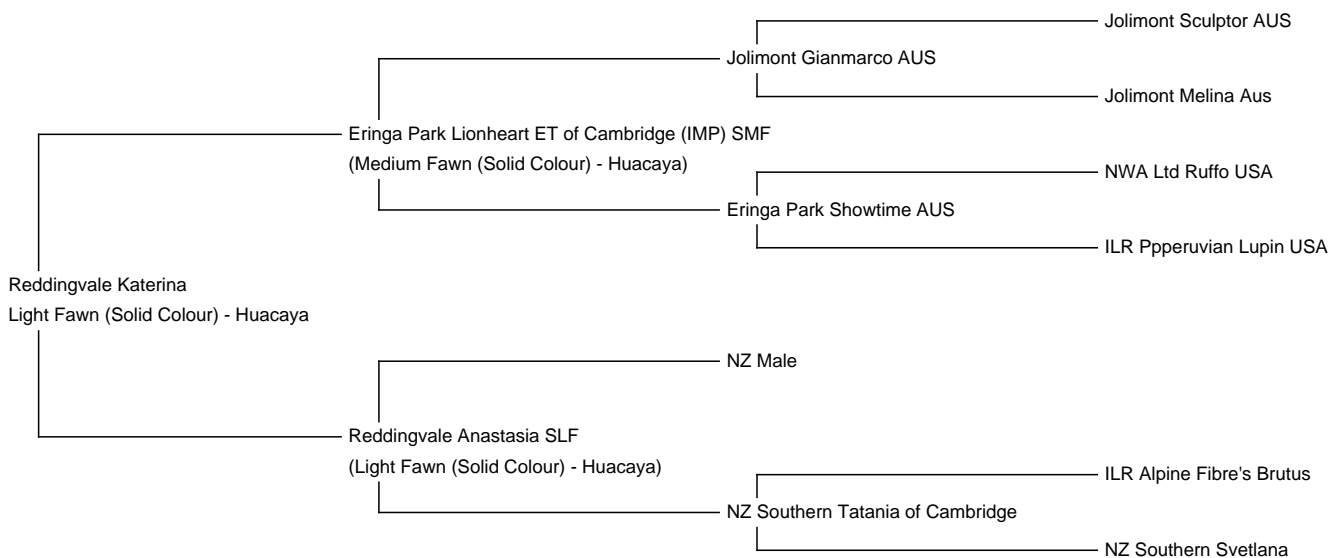 Jolimont Sculptor AUS
Jolimont Gianmarco AUS
Jolimont Melina Aus
Eringa Park Lionheart ET of Cambridge (IMP) SMF
(Medium Fawn (Solid Colour) - Huacaya)
NWA Ltd Ruffo USA
Eringa Park Showtime AUS
ILR Ppperuvian Lupin USA
Reddingvale Katerina
Light Fawn (Solid Colour) - Huacaya
NZ Male
Reddingvale Anastasia SLF
(Light Fawn (Solid Colour) - Huacaya)
ILR Alpine Fibre's Brutus
NZ Southern Tatania of Cambridge
NZ Southern Svetlana